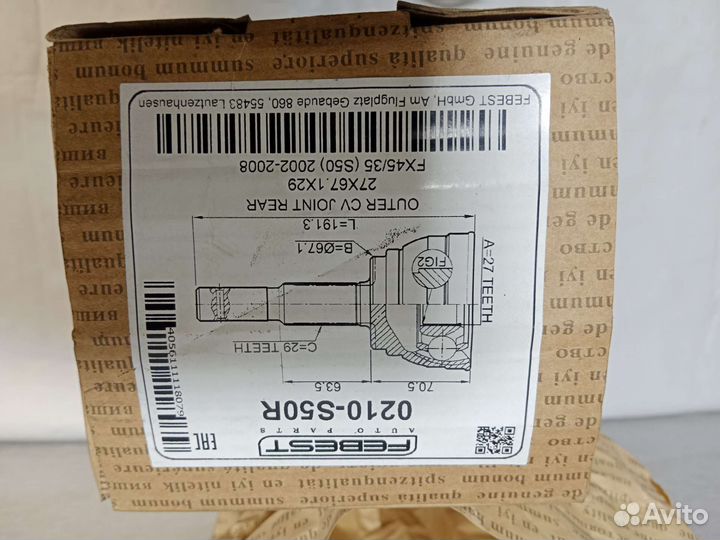 FEBEST
AUTO PARTS
0210-S50R
70.5
63.5
C=29 TEETH
FIG2
A=27 TEETH
B=Ø67.1
L=191.3
OUTER CV JOINT REAR
27X67.1X29
FX45/35 (S50) 2002-2008
FEBEST GmbH, Am Flugplatz Gebaude 860, 55483 Lautzenhausen
4056111118079
EAC
de genuine qualità summum bonum
en iyi nitelik вищ
spitzenqualität
Avito